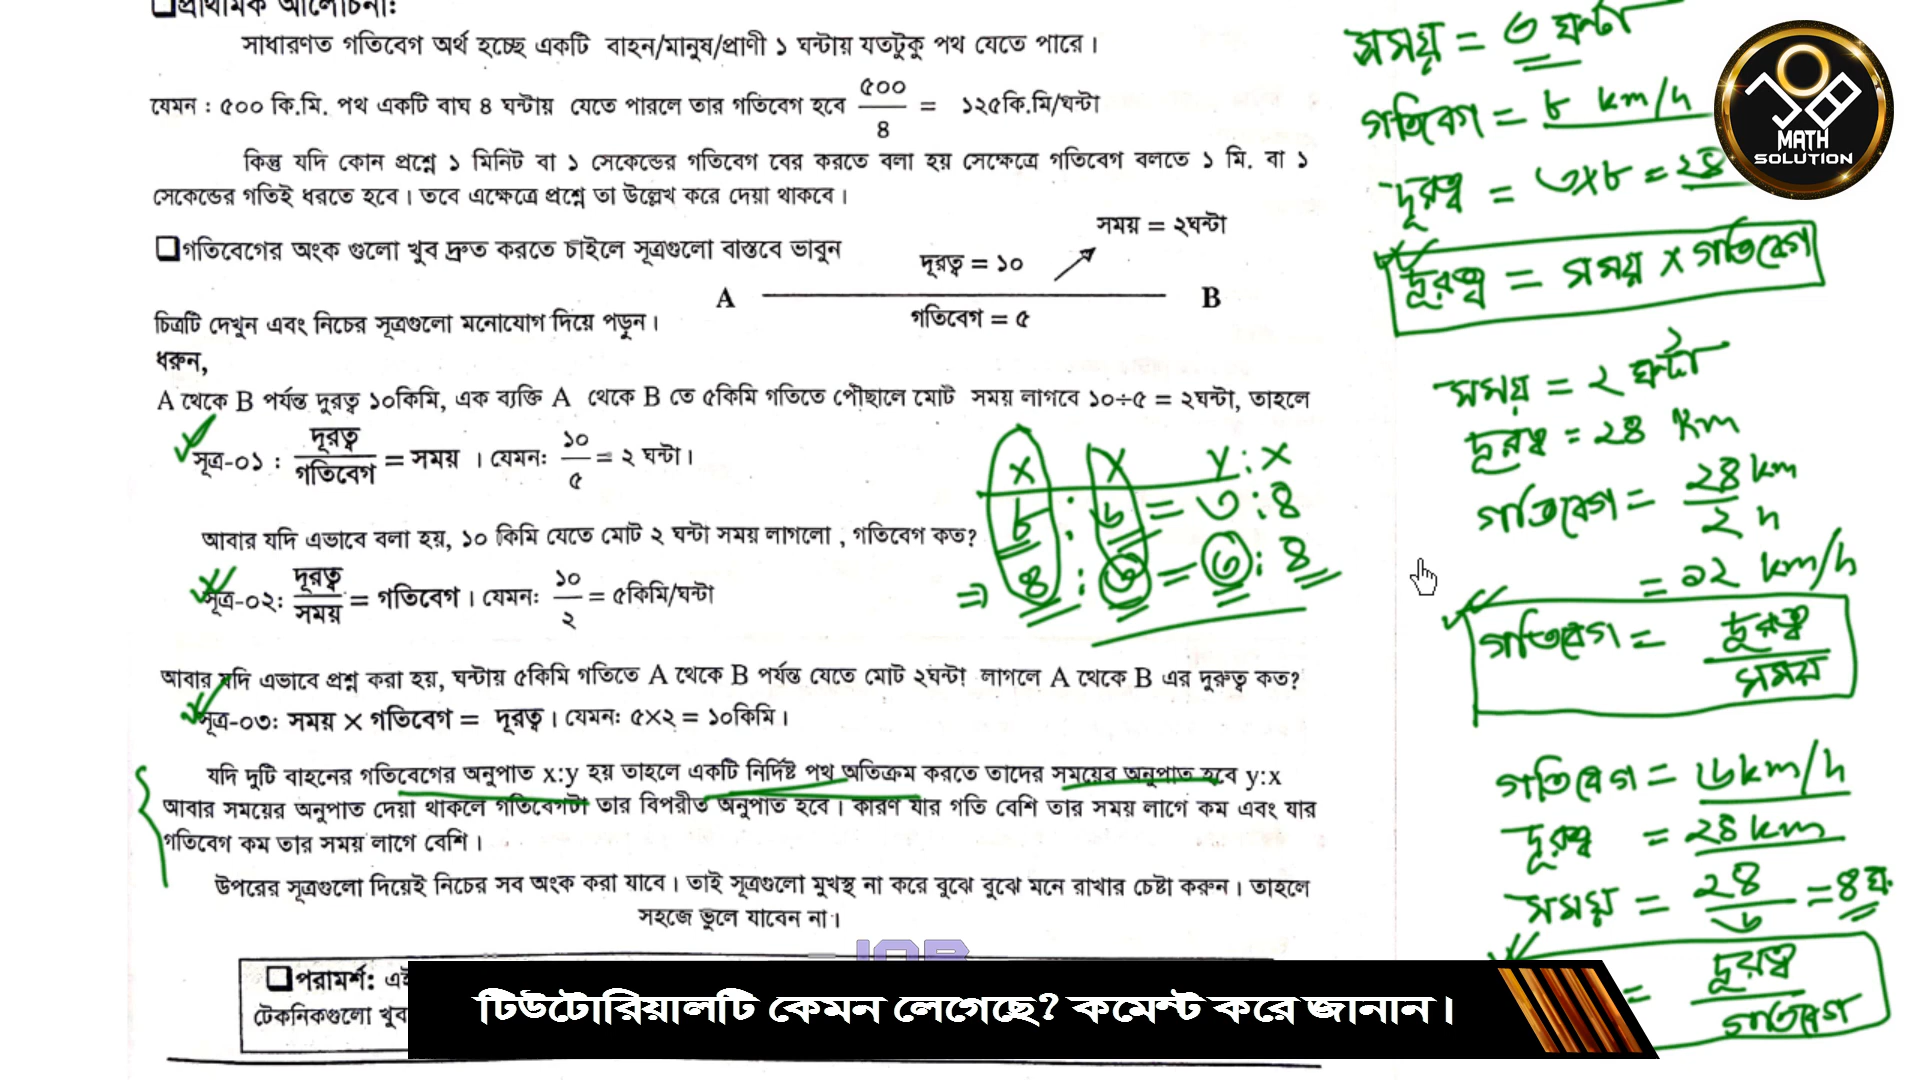 ❑প্রাথমিক আলোচনা:
সাধারণত গতিবেগ অর্থ হচ্ছে একটি বাহন/মানুষ/প্রাণী ১ ঘন্টায় যতটুকু পথ যেতে পারে।
যেমন : ৫০০ কি.মি. পথ একটি বাঘ ৪ ঘন্টায় যেতে পারলে তার গতিবেগ হবে ৫০০/৪ = ১২৫কি.মি/ঘন্টা
কিন্তু যদি কোন প্রশ্নে ১ মিনিট বা ১ সেকেন্ডের গতিবেগ বের করতে বলা হয় সেক্ষেত্রে গতিবেগ বলতে ১ মি. বা ১
সেকেন্ডের গতিই ধরতে হবে। তবে এক্ষেত্রে প্রশ্নে তা উল্লেখ করে দেয়া থাকবে।
❑গতিবেগের অংক গুলো খুব দ্রুত করতে চাইলে সূত্রগুলো বাস্তবে ভাবুন
সময় = ২ঘন্টা
দূরত্ব = ১০
A B
গতিবেগ = ৫
চিত্রটি দেখুন এবং নিচের সূত্রগুলো মনোযোগ দিয়ে পড়ুন।
ধরুন,
A থেকে B পর্যন্ত দুরত্ব ১০কিমি, এক ব্যক্তি A থেকে B তে ৫কিমি গতিতে পৌছালে মোট সময় লাগবে ১০÷৫ = ২ঘন্টা, তাহলে
সূত্র-০১ : দূরত্ব/গতিবেগ = সময় । যেমনঃ ১০/৫ = ২ ঘন্টা।
আবার যদি এভাবে বলা হয়, ১০ কিমি যেতে মোট ২ ঘন্টা সময় লাগলো , গতিবেগ কত?
সূত্র-০২ঃ দূরত্ব/সময় = গতিবেগ । যেমনঃ ১০/২ = ৫কিমি/ঘন্টা
আবার যদি এভাবে প্রশ্ন করা হয়, ঘন্টায় ৫কিমি গতিতে A থেকে B পর্যন্ত যেতে মোট ২ঘন্টা লাগলে A থেকে B এর দুরুত্ব কত?
সূত্র-০৩ঃ সময় × গতিবেগ = দূরত্ব । যেমনঃ ৫×২ = ১০কিমি।
যদি দুটি বাহনের গতিবেগের অনুপাত x:y হয় তাহলে একটি নির্দিষ্ট পথ অতিক্রম করতে তাদের সময়ের অনুপাত হবে y:x
আবার সময়ের অনুপাত দেয়া থাকলে গতিবেগটা তার বিপরীত অনুপাত হবে। কারণ যার গতি বেশি তার সময় লাগে কম এবং যার
গতিবেগ কম তার সময় লাগে বেশি।
উপরের সূত্রগুলো দিয়েই নিচের সব অংক করা যাবে। তাই সূত্রগুলো মুখস্থ না করে বুঝে বুঝে মনে রাখার চেষ্টা করুন। তাহলে
সহজে ভুলে যাবেন না।
❑পরামর্শ: এই
টেকনিকগুলো খুব
x y y : x
৮ : ৬ = ৩ : ৪
⇒ ৪ : ৩ = ৩ : ৪
সময় = ৩ ঘন্টা
গতিবেগ = ৮ km/h
দূরত্ব = ৩×৮ = ২৪
দূরত্ব = সময় × গতিবেগ
সময় = ২ ঘন্টা
দূরত্ব = ২৪ km
গতিবেগ = ২৪ km/২ h
= ১২ km/h
গতিবেগ = দূরত্ব/সময়
গতিবেগ = ৬ km/h
দূরত্ব = ২৪ km
সময় = ২৪/৬ = ৪ ঘ.
= দূরত্ব/গতিবেগ
MATH
SOLUTION
টিউটোরিয়ালটি কেমন লেগেছে? কমেন্ট করে জানান।